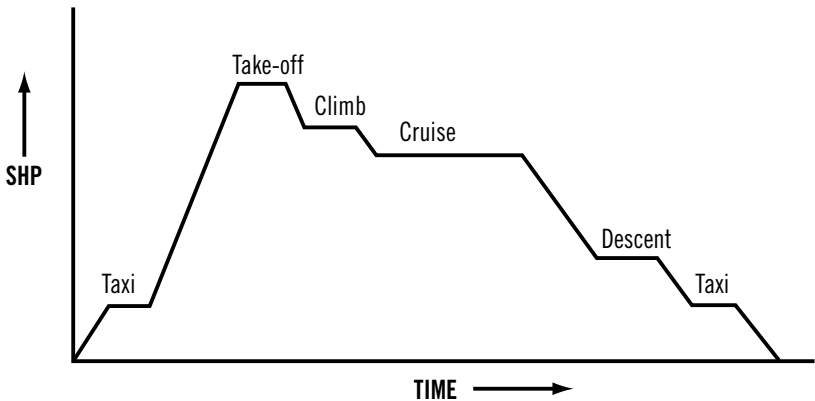 Take-off
Climb
Cruise
SHP
Descent
Taxi
Taxi
TIME